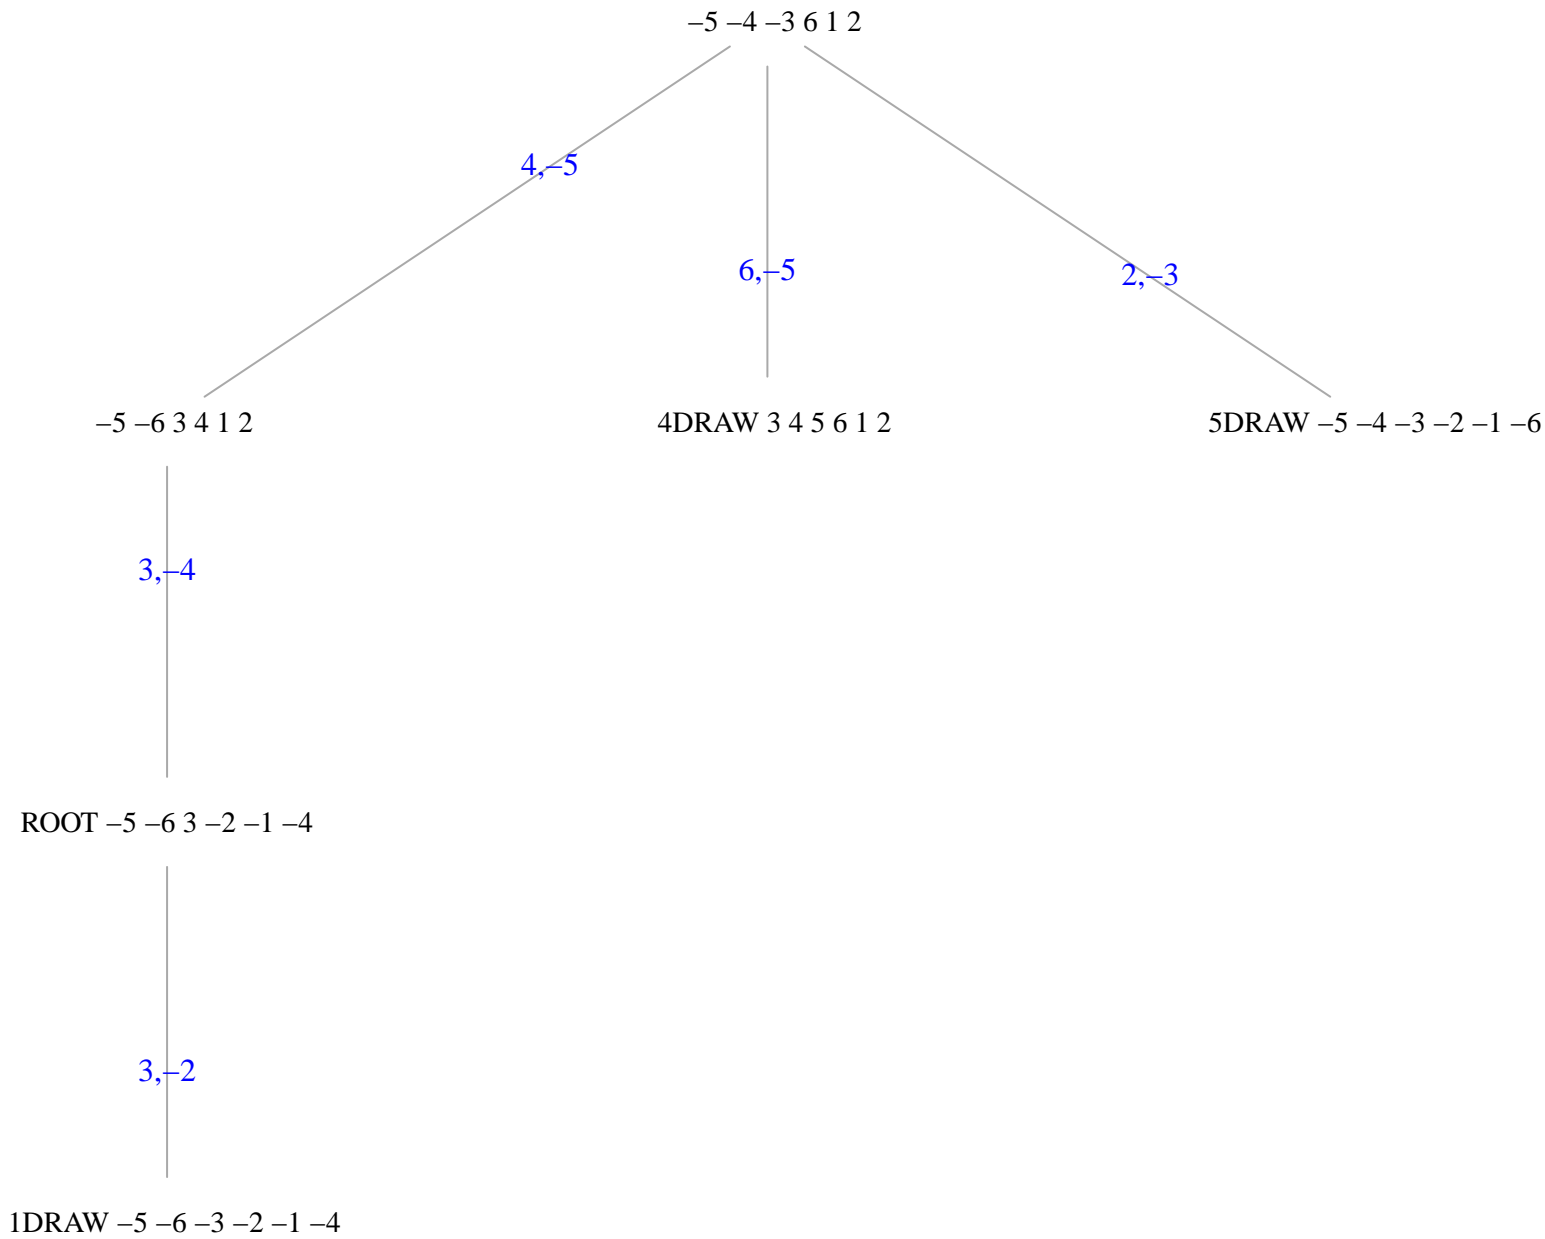 –5 –4 –3 6 1 2
4,–5
6,–5
2,–3
–5 –6 3 4 1 2
4DRAW 3 4 5 6 1 2
5DRAW –5 –4 –3 –2 –1 –6
3,–4
ROOT –5 –6 3 –2 –1 –4
3,–2
1DRAW –5 –6 –3 –2 –1 –4